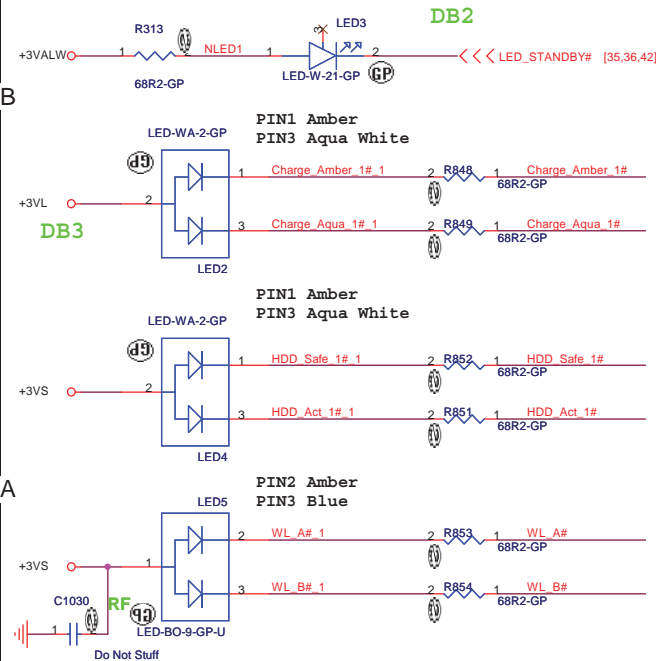 DB2
R313
LED3
+3VALW
1
2
NLED1
1
3
2
LED_STANDBY# [35,36,42]
68R2-GP
LED-W-21-GP
GP
B
PIN1 Amber
PIN3 Aqua White
LED-WA-2-GP
GP
1
Charge_Amber_1#_1
2
R848
1
Charge_Amber_1#
68R2-GP
+3VL
2
DB3
3
Charge_Aqua_1#_1
2
R849
1
Charge_Aqua_1#
68R2-GP
LED2
PIN1 Amber
PIN3 Aqua White
LED-WA-2-GP
GP
1
HDD_Safe_1#_1
2
R852
1
HDD_Safe_1#
68R2-GP
+3VS
2
3
HDD_Act_1#_1
2
R851
1
HDD_Act_1#
68R2-GP
LED4
A
PIN2 Amber
PIN3 Blue
LED5
2
WL_A#_1
2
R853
1
WL_A#
68R2-GP
+3VS
1
3
WL_B#_1
2
R854
1
WL_B#
68R2-GP
C1030
RF
GP
1
2
LED-BO-9-GP-U
Do Not Stuff